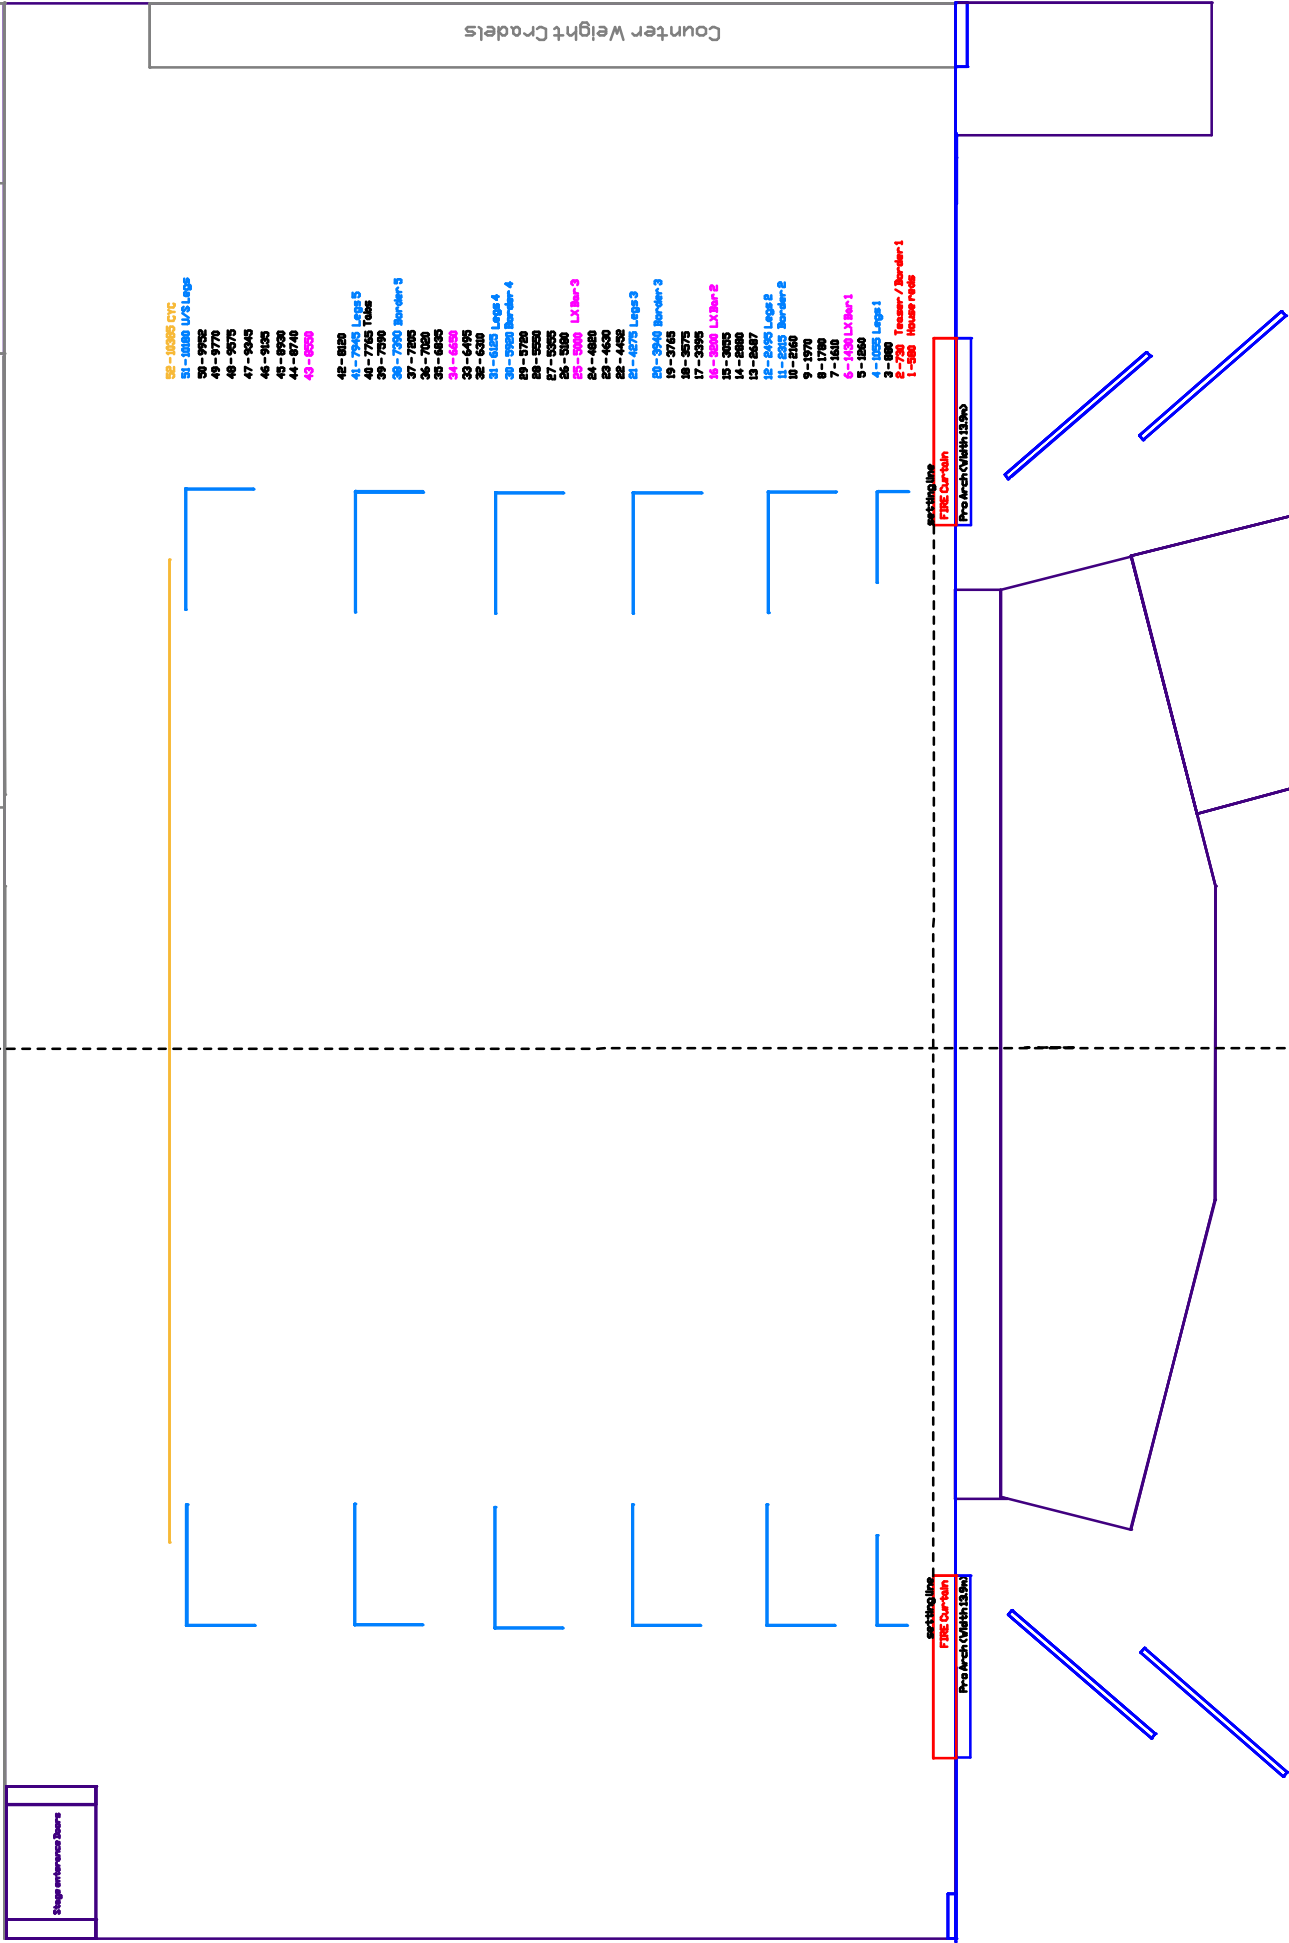 Counter Weight Cradels
52 - 10385 CYC
51 - 10180 U/S Legs
50 - 9952
49 - 9770
48 - 9575
47 - 9345
46 - 9135
45 - 8930
44 - 8740
43 - 8550
42 - 8120
41 - 7945 Legs 5
40 - 7765 Tabs
39 - 7590
38 - 7390 Border 5
37 - 7205
36 - 7020
35 - 6835
34 - 6650
33 - 6495
32 - 6310
31 - 6125 Legs 4
30 - 5920 Border 4
29 - 5720
28 - 5550
27 - 5355
26 - 5180
25 - 5000 LX Bar 3
24 - 4820
23 - 4630
22 - 4452
21 - 4275 Legs 3
20 - 3940 Border 3
19 - 3765
18 - 3575
17 - 3395
16 - 3200 LX Bar 2
15 - 3055
14 - 2880
13 - 2687
12 - 2495 Legs 2
11 - 2315 Border 2
10 - 2160
9 - 1970
8 - 1780
7 - 1610
6 - 1430 LX Bar 1
5 - 1260
4 - 1055 Legs 1
3 - 880
2 - 730 Teaser / Border 1
1 - 580 House reds
setting line
FIRE Curtain
Pro Arch (Width 13.9m)
setting line
FIRE Curtain
Pro Arch (Width 13.9m)
Stage enterance Doors